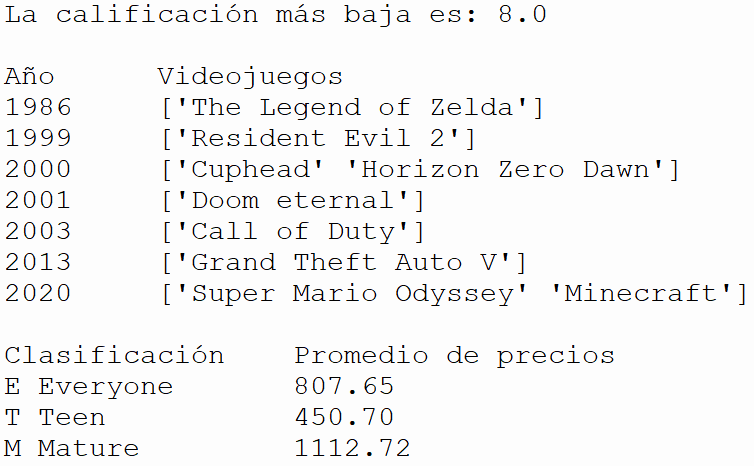 La calificación más baja es: 8.0
Año Videojuegos
1986 ['The Legend of Zelda']
1999 ['Resident Evil 2']
2000 ['Cuphead' 'Horizon Zero Dawn']
2001 ['Doom eternal']
2003 ['Call of Duty']
2013 ['Grand Theft Auto V']
2020 ['Super Mario Odyssey' 'Minecraft']
Clasificación Promedio de precios
E Everyone 807.65
T Teen 450.70
M Mature 1112.72